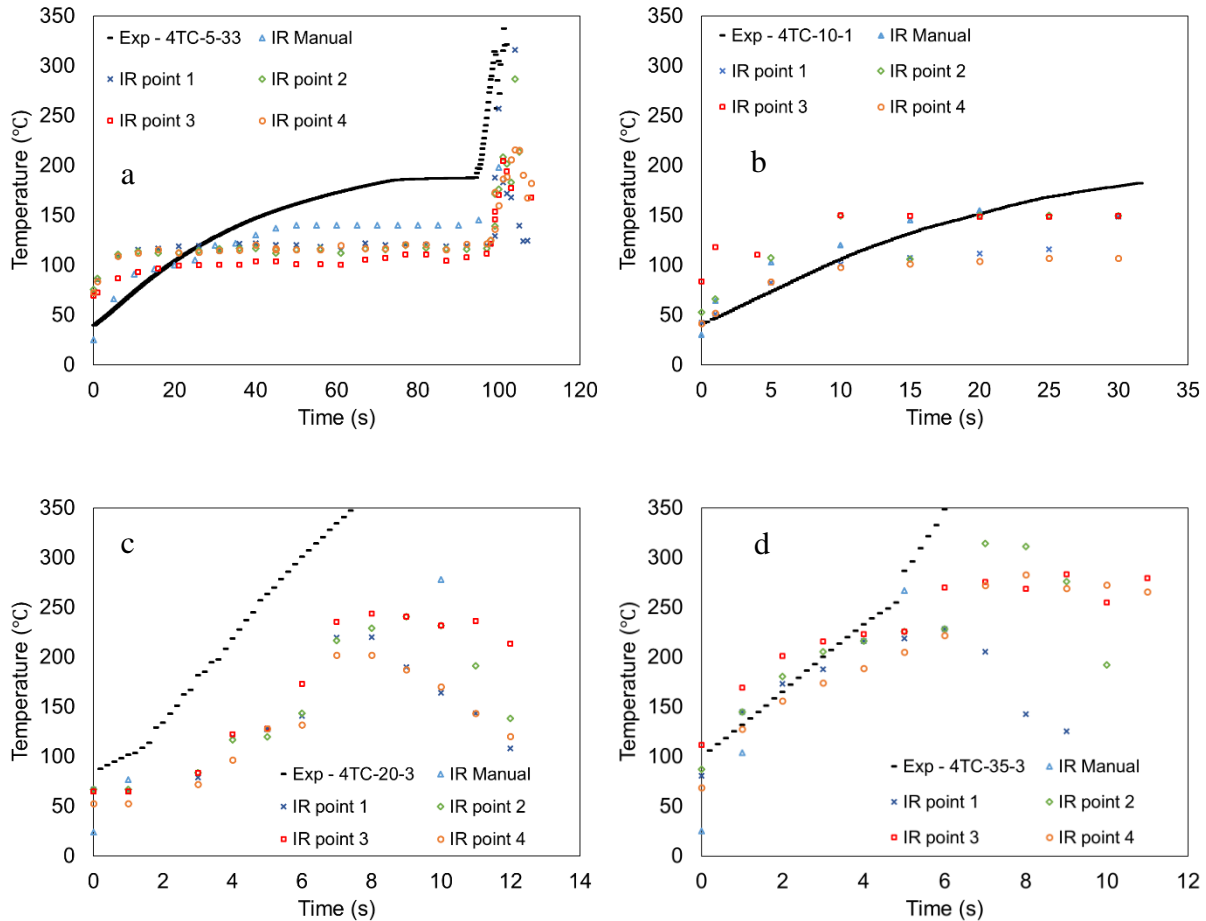 350
300
250
200
150
100
50
0
Temperature (°C)
Exp - 4TC-5-33
IR Manual
IR point 1
IR point 2
IR point 3
IR point 4
a
0 20 40 60 80 100 120
Time (s)
350
300
250
200
150
100
50
0
Temperature (°C)
Exp - 4TC-10-1
IR Manual
IR point 1
IR point 2
IR point 3
IR point 4
b
0 5 10 15 20 25 30 35
Time (s)
350
300
250
200
150
100
50
0
Temperature (°C)
c
Exp - 4TC-20-3
IR Manual
IR point 1
IR point 2
IR point 3
IR point 4
0 2 4 6 8 10 12 14
Time (s)
350
300
250
200
150
100
50
0
Temperature (°C)
d
Exp - 4TC-35-3
IR Manual
IR point 1
IR point 2
IR point 3
IR point 4
0 2 4 6 8 10 12
Time (s)